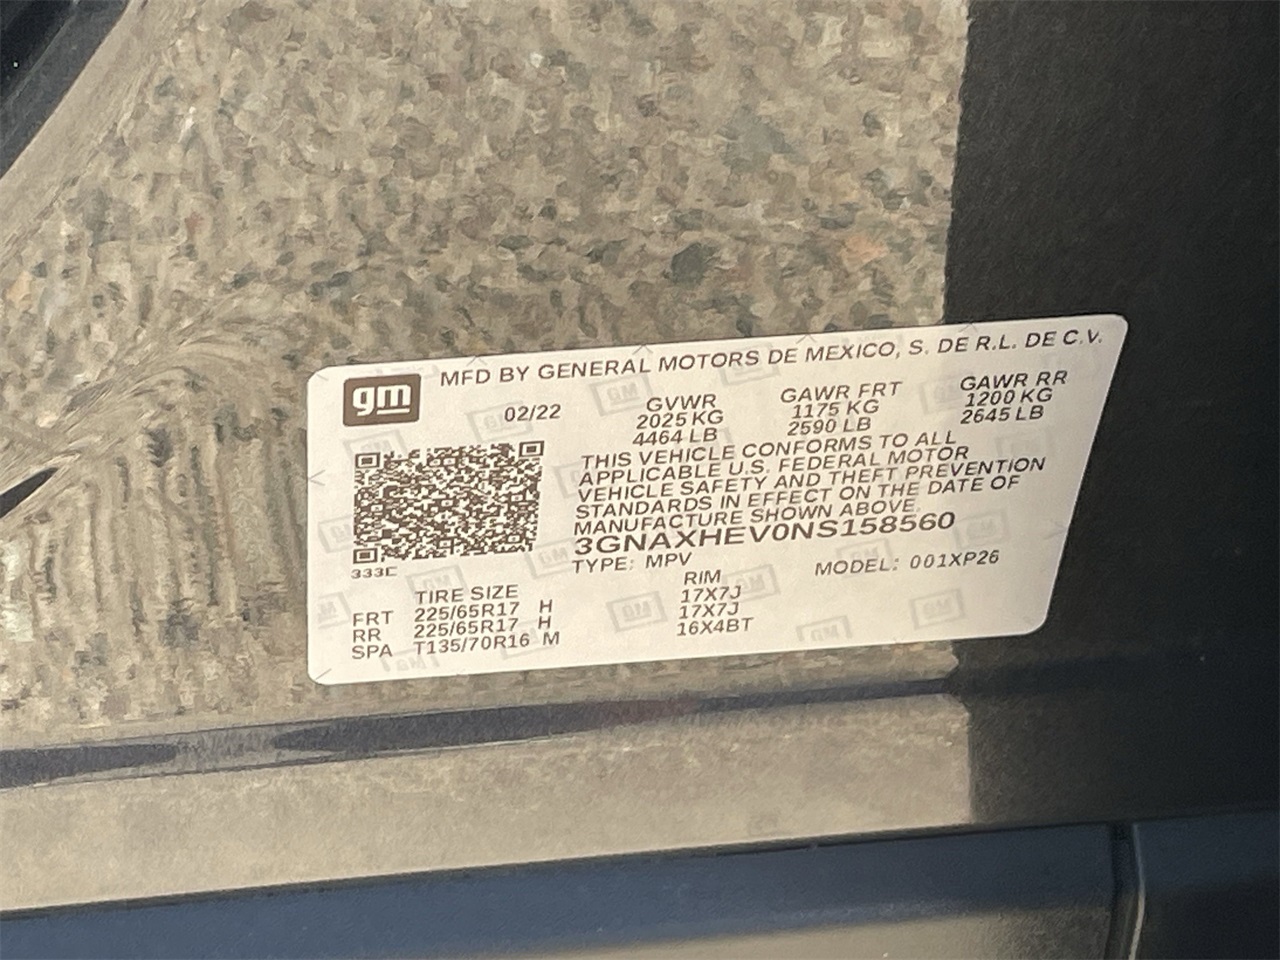 gm MFD BY GENERAL MOTORS DE MEXICO, S. DE R.L. DE C.V.
02/22 GVWR GAWR FRT GAWR RR
2025 KG 1175 KG 1200 KG
4464 LB 2590 LB 2645 LB
THIS VEHICLE CONFORMS TO ALL
APPLICABLE U.S. FEDERAL MOTOR
VEHICLE SAFETY AND THEFT PREVENTION
STANDARDS IN EFFECT ON THE DATE OF
MANUFACTURE SHOWN ABOVE.
3GNAXHEV0NS158560
333E TYPE: MPV MODEL: 001XP26
TIRE SIZE RIM
FRT 225/65R17 H 17X7J
RR 225/65R17 H 17X7J
SPA T135/70R16 M 16X4BT